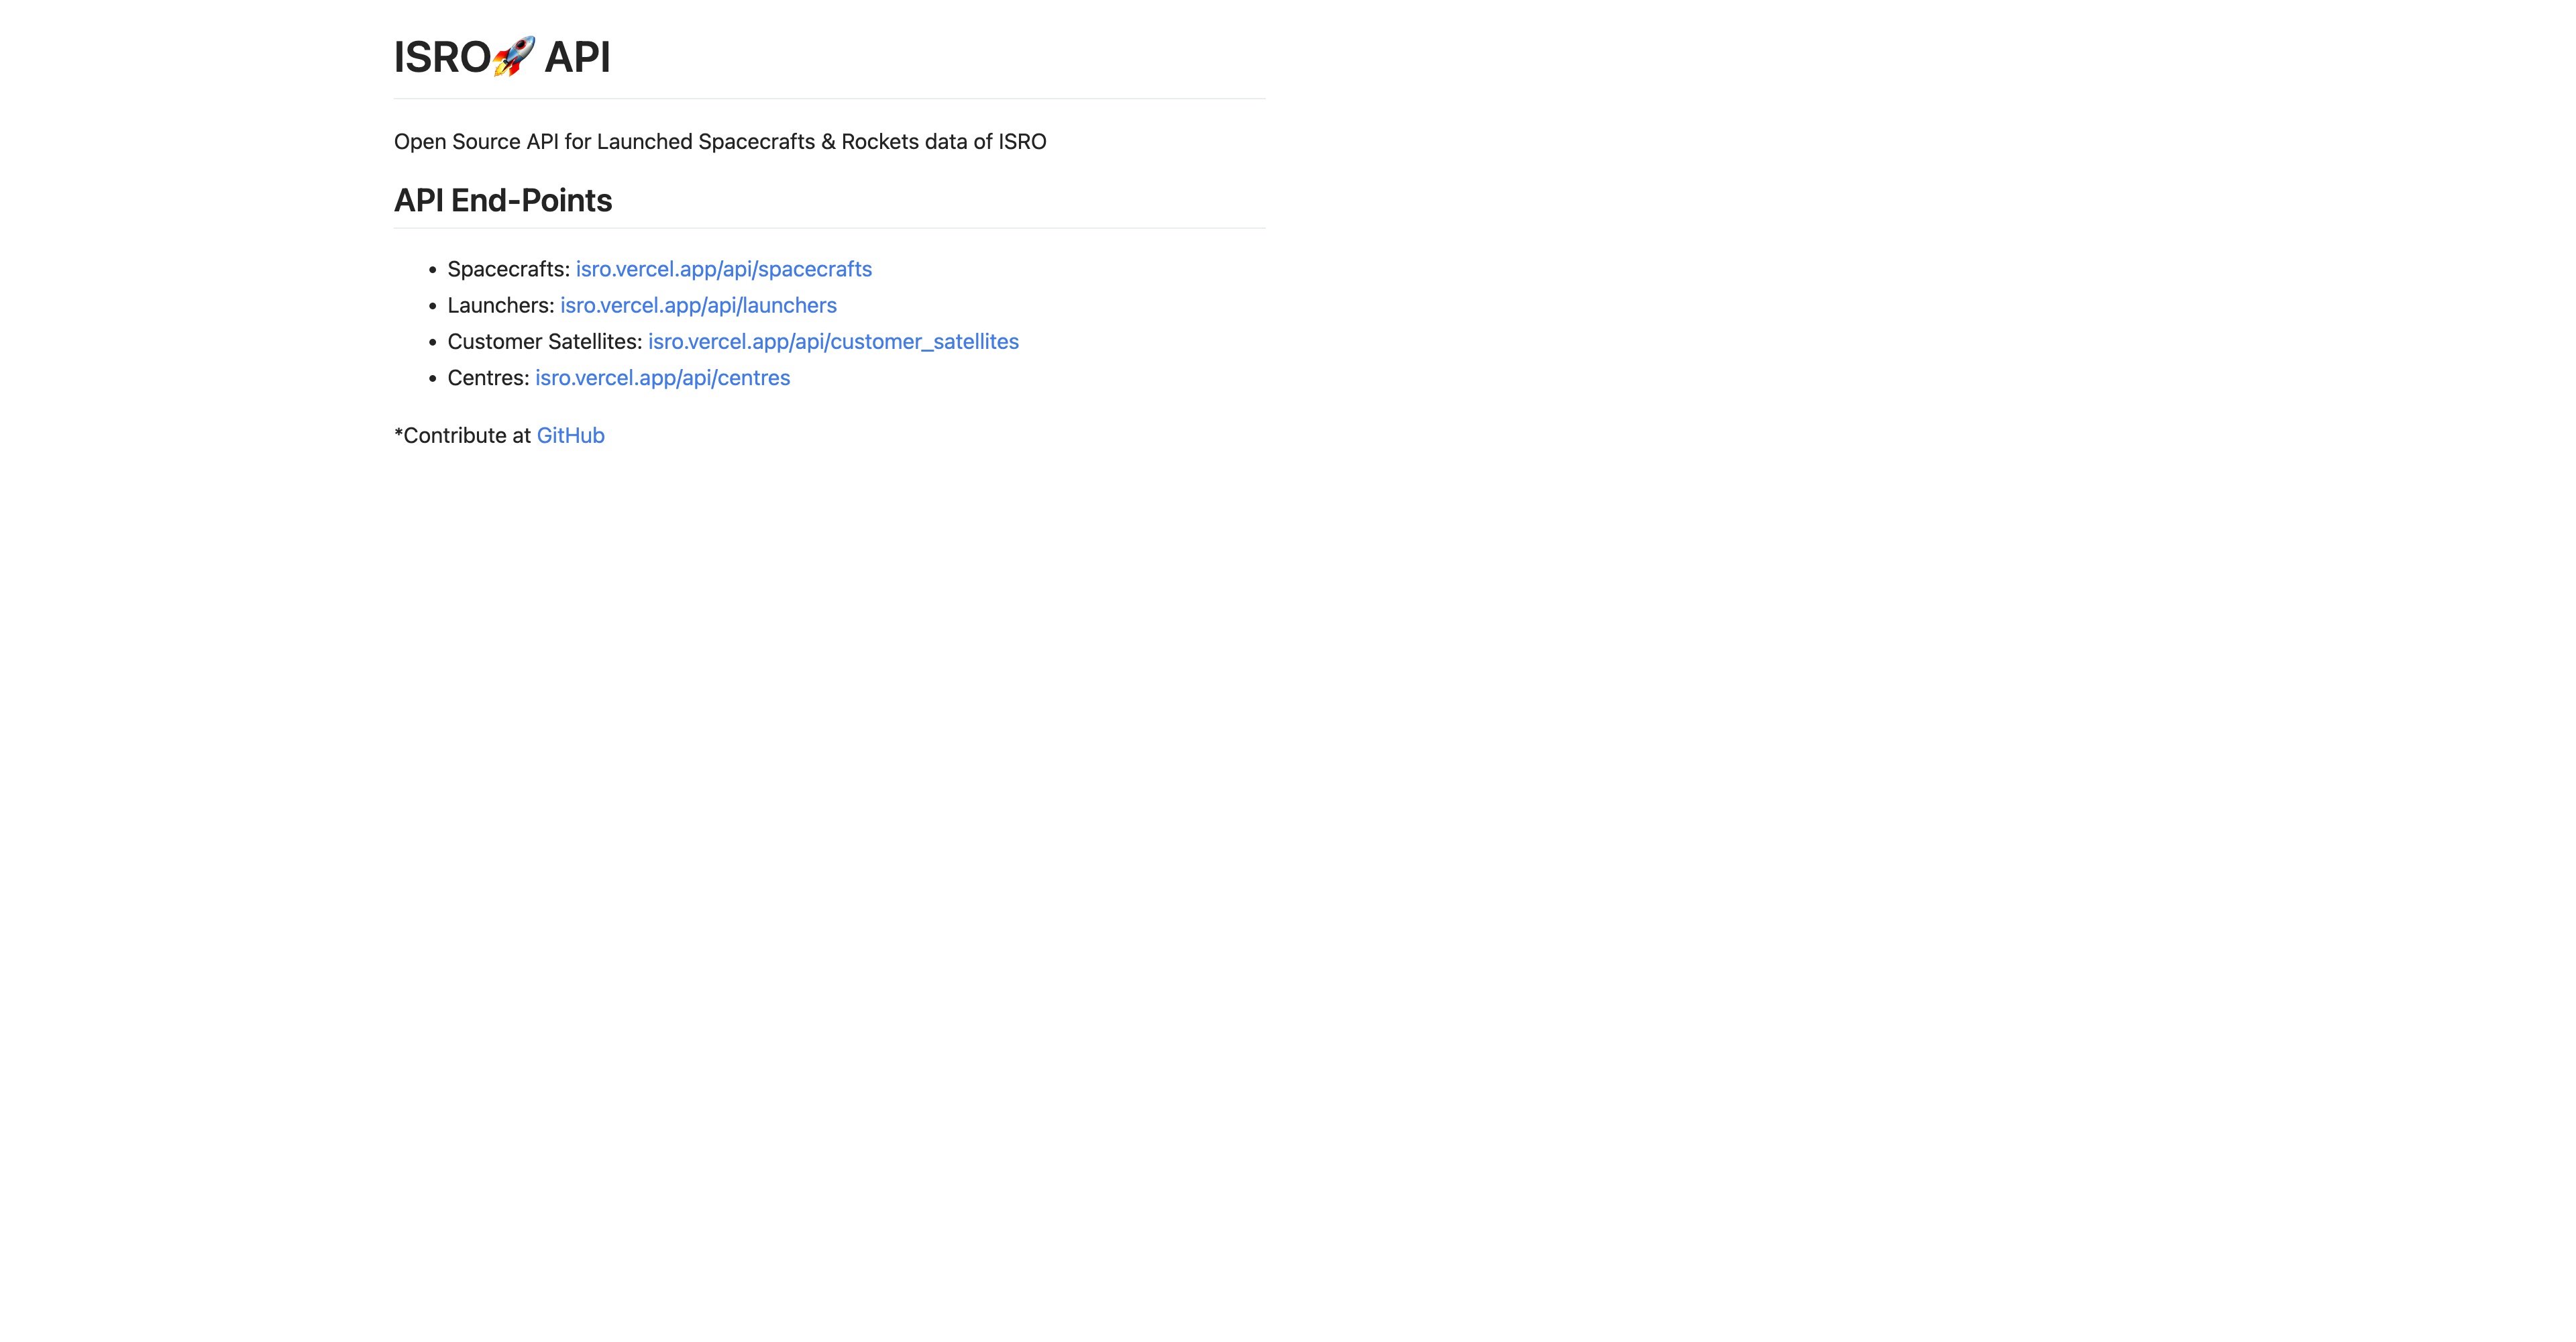 ISRO🚀 API
Open Source API for Launched Spacecrafts & Rockets data of ISRO
API End-Points
• Spacecrafts: isro.vercel.app/api/spacecrafts
• Launchers: isro.vercel.app/api/launchers
• Customer Satellites: isro.vercel.app/api/customer_satellites
• Centres: isro.vercel.app/api/centres
*Contribute at GitHub